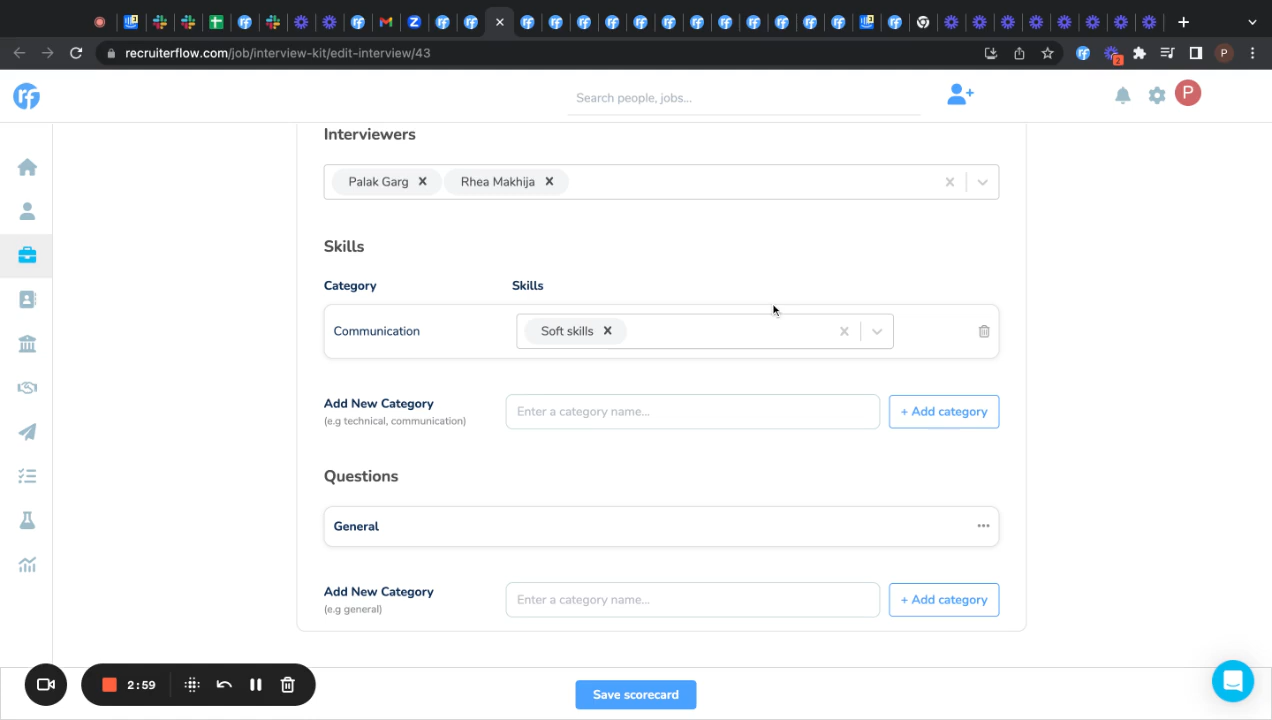 recruiterflow.com/job/interview-kit/edit-interview/43
2
P
rf
Search people, jobs...
P
Interviewers
Palak Garg X Rhea Makhija X
Skills
Category Skills
Communication Soft skills X
Add New Category Enter a category name... + Add category
(e.g technical, communication)
Questions
General
Add New Category Enter a category name... + Add category
(e.g general)
2:59
Save scorecard